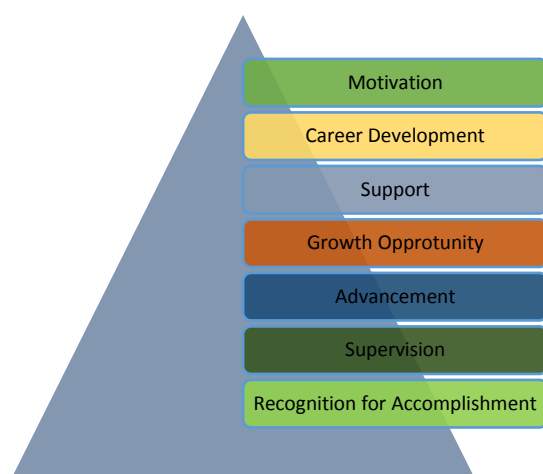 Motivation
Career Development
Support
Growth Opprotunity
Advancement
Supervision
Recognition for Accomplishment